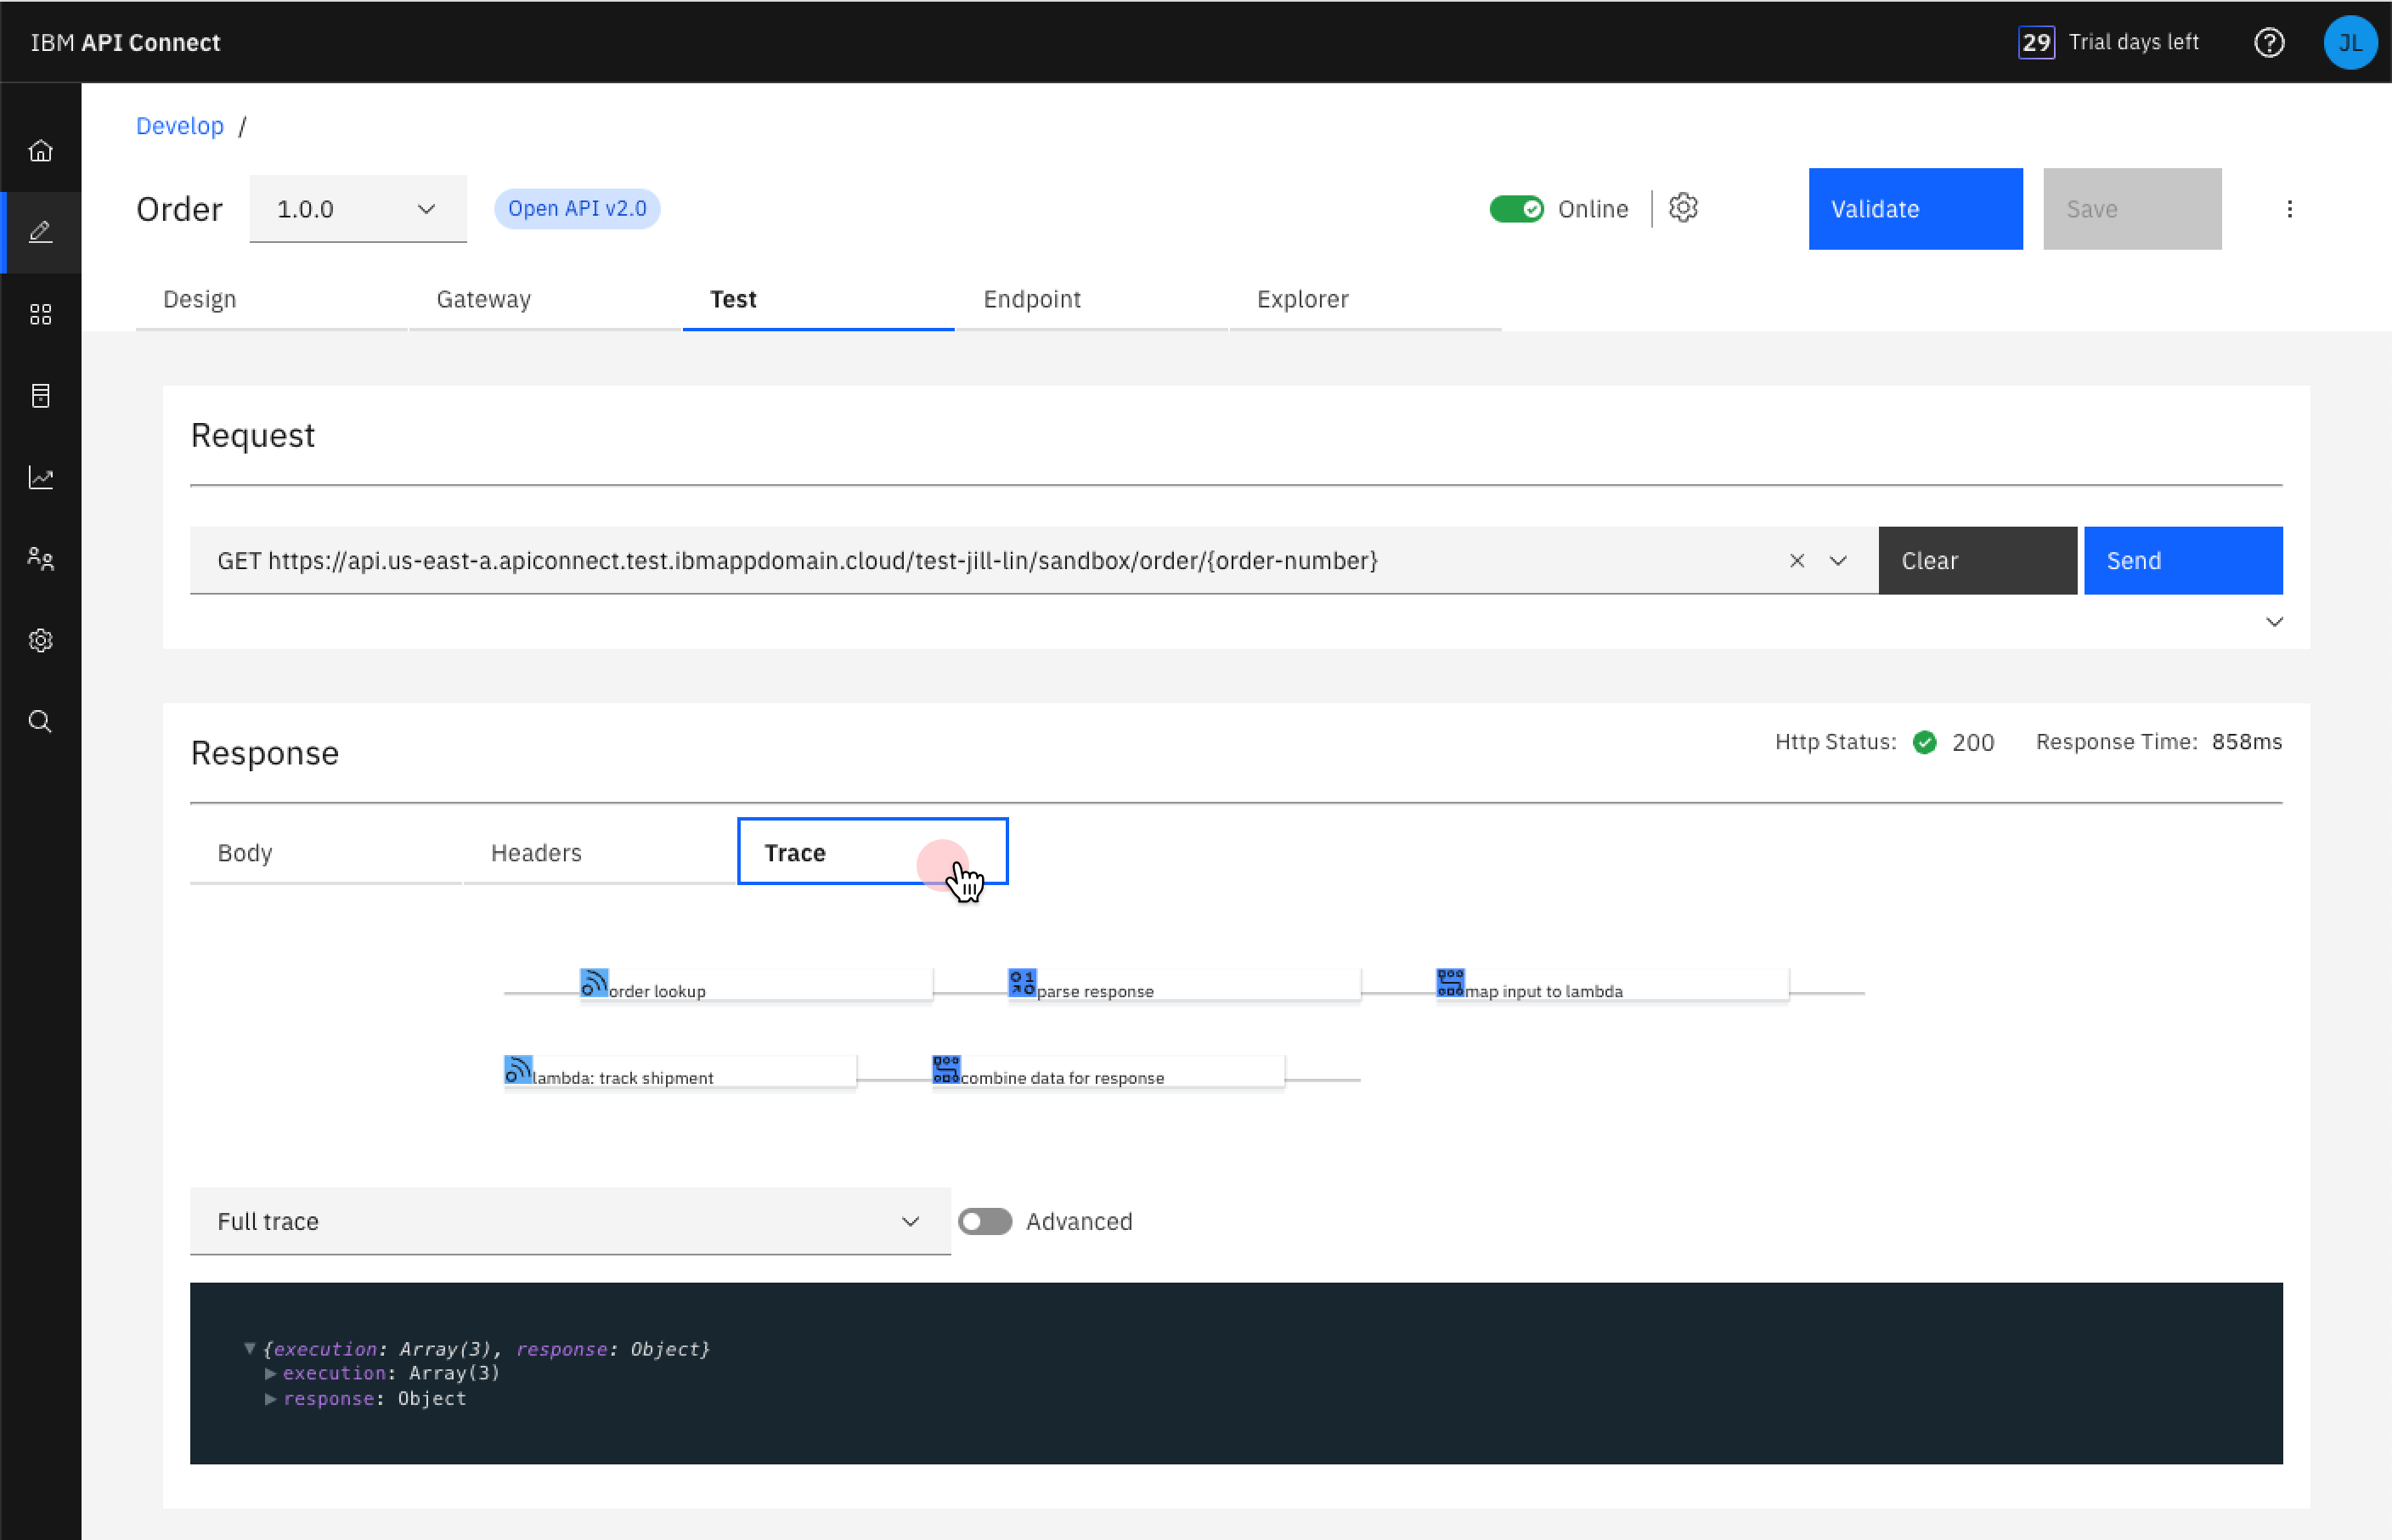 IBM API Connect
29 Trial days left
JL
Develop /
Order 1.0.0 Open API v2.0 Online Validate Save
Design Gateway Test Endpoint Explorer
Request
GET https://api.us-east-a.apiconnect.test.ibmappdomain.cloud/test-jill-lin/sandbox/order/{order-number} Clear Send
Response
Http Status: 200 Response Time: 858ms
Body Headers Trace
order lookup parse response map input to lambda
lambda: track shipment combine data for response
Full trace Advanced
{execution: Array(3), response: Object}
execution: Array(3)
response: Object